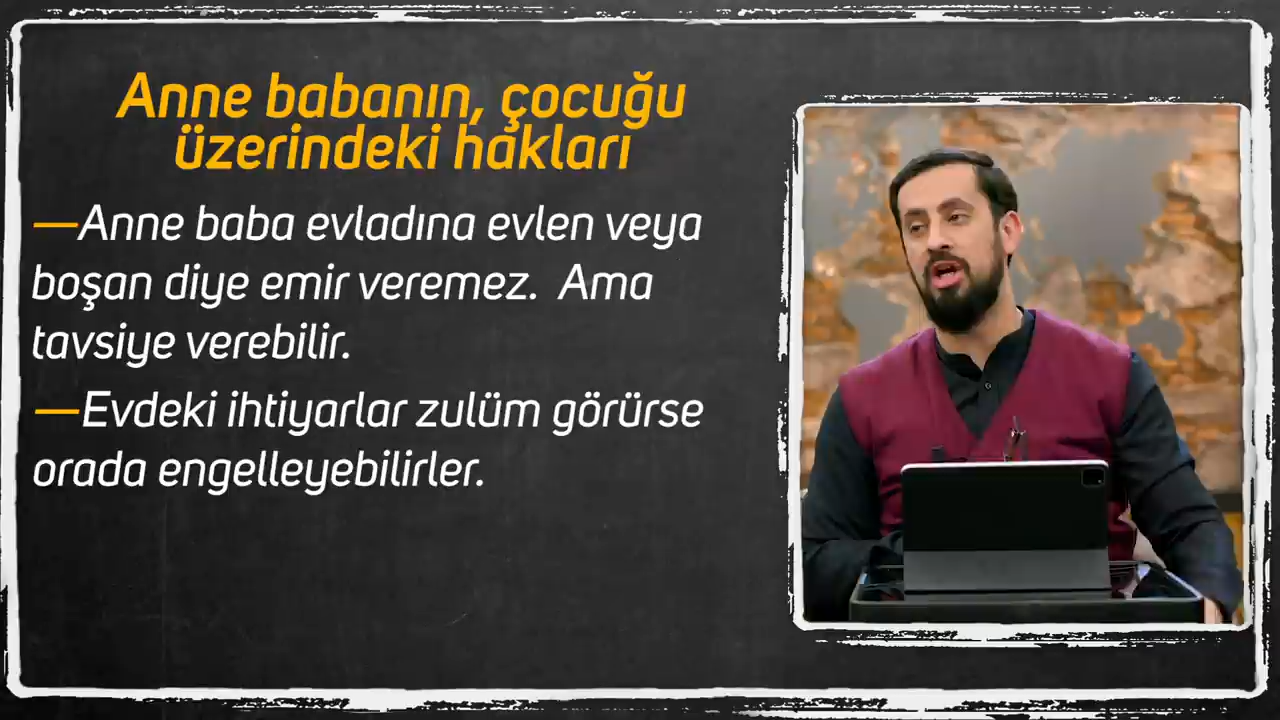 Anne babanın, çocuğu
üzerindeki hakları
—Anne baba evladına evlen veya
boşan diye emir veremez. Ama
tavsiye verebilir.
—Evdeki ihtiyarlar zulüm görürse
orada engelleyebilirler.